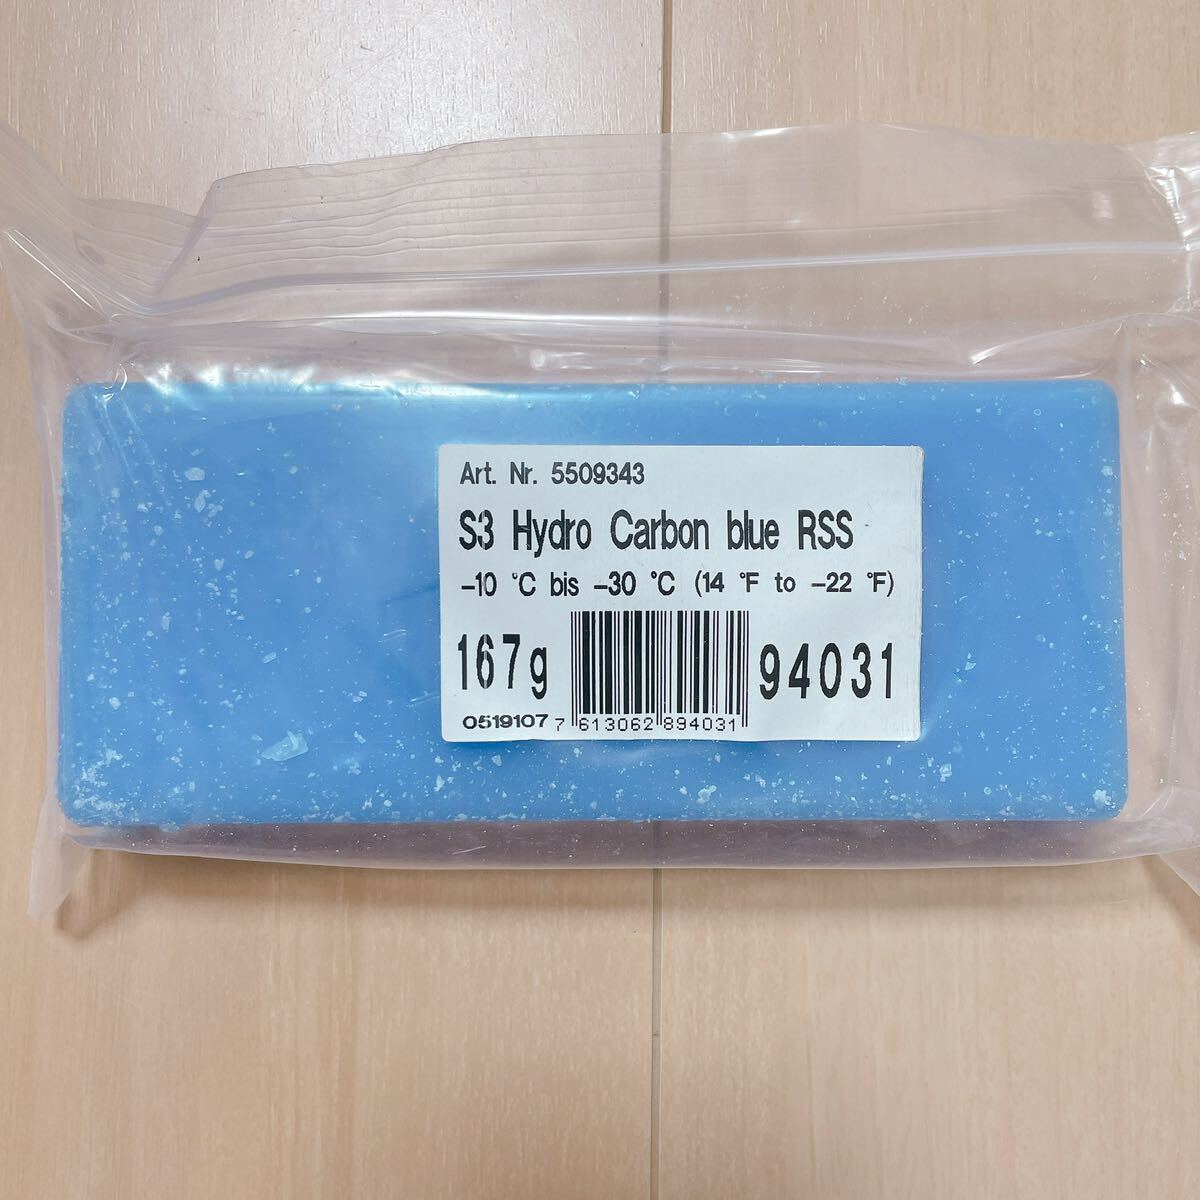 Art. Nr. 5509343
S3 Hydro Carbon blue RSS
-10 °C bis -30 °C (14 °F to -22 °F)
167g 94031
0519107 7 613062 894031